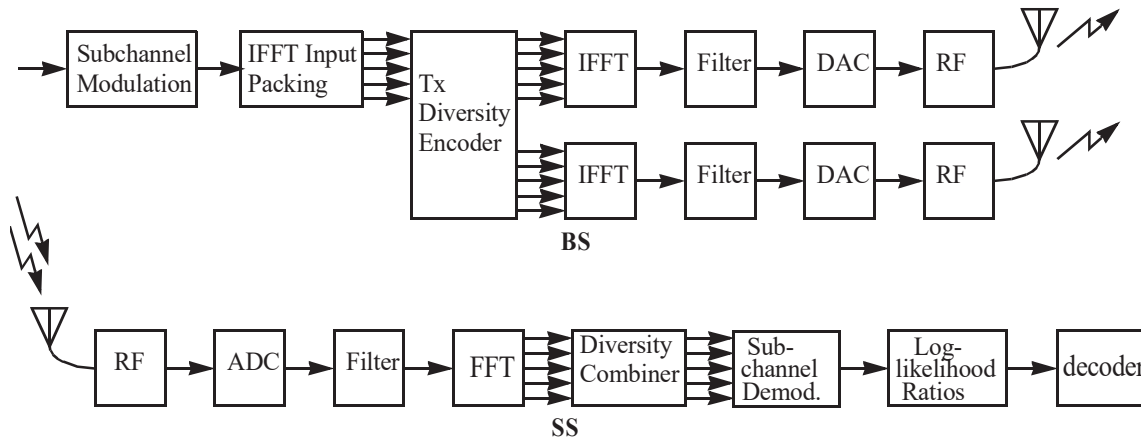 Subchannel
Modulation
IFFT Input
Packing
Tx
Diversity
Encoder
IFFT
Filter
DAC
RF
IFFT
Filter
DAC
RF
BS
RF
ADC
Filter
FFT
Diversity
Combiner
Sub-
channel
Demod.
Log-
likelihood
Ratios
decoder
SS